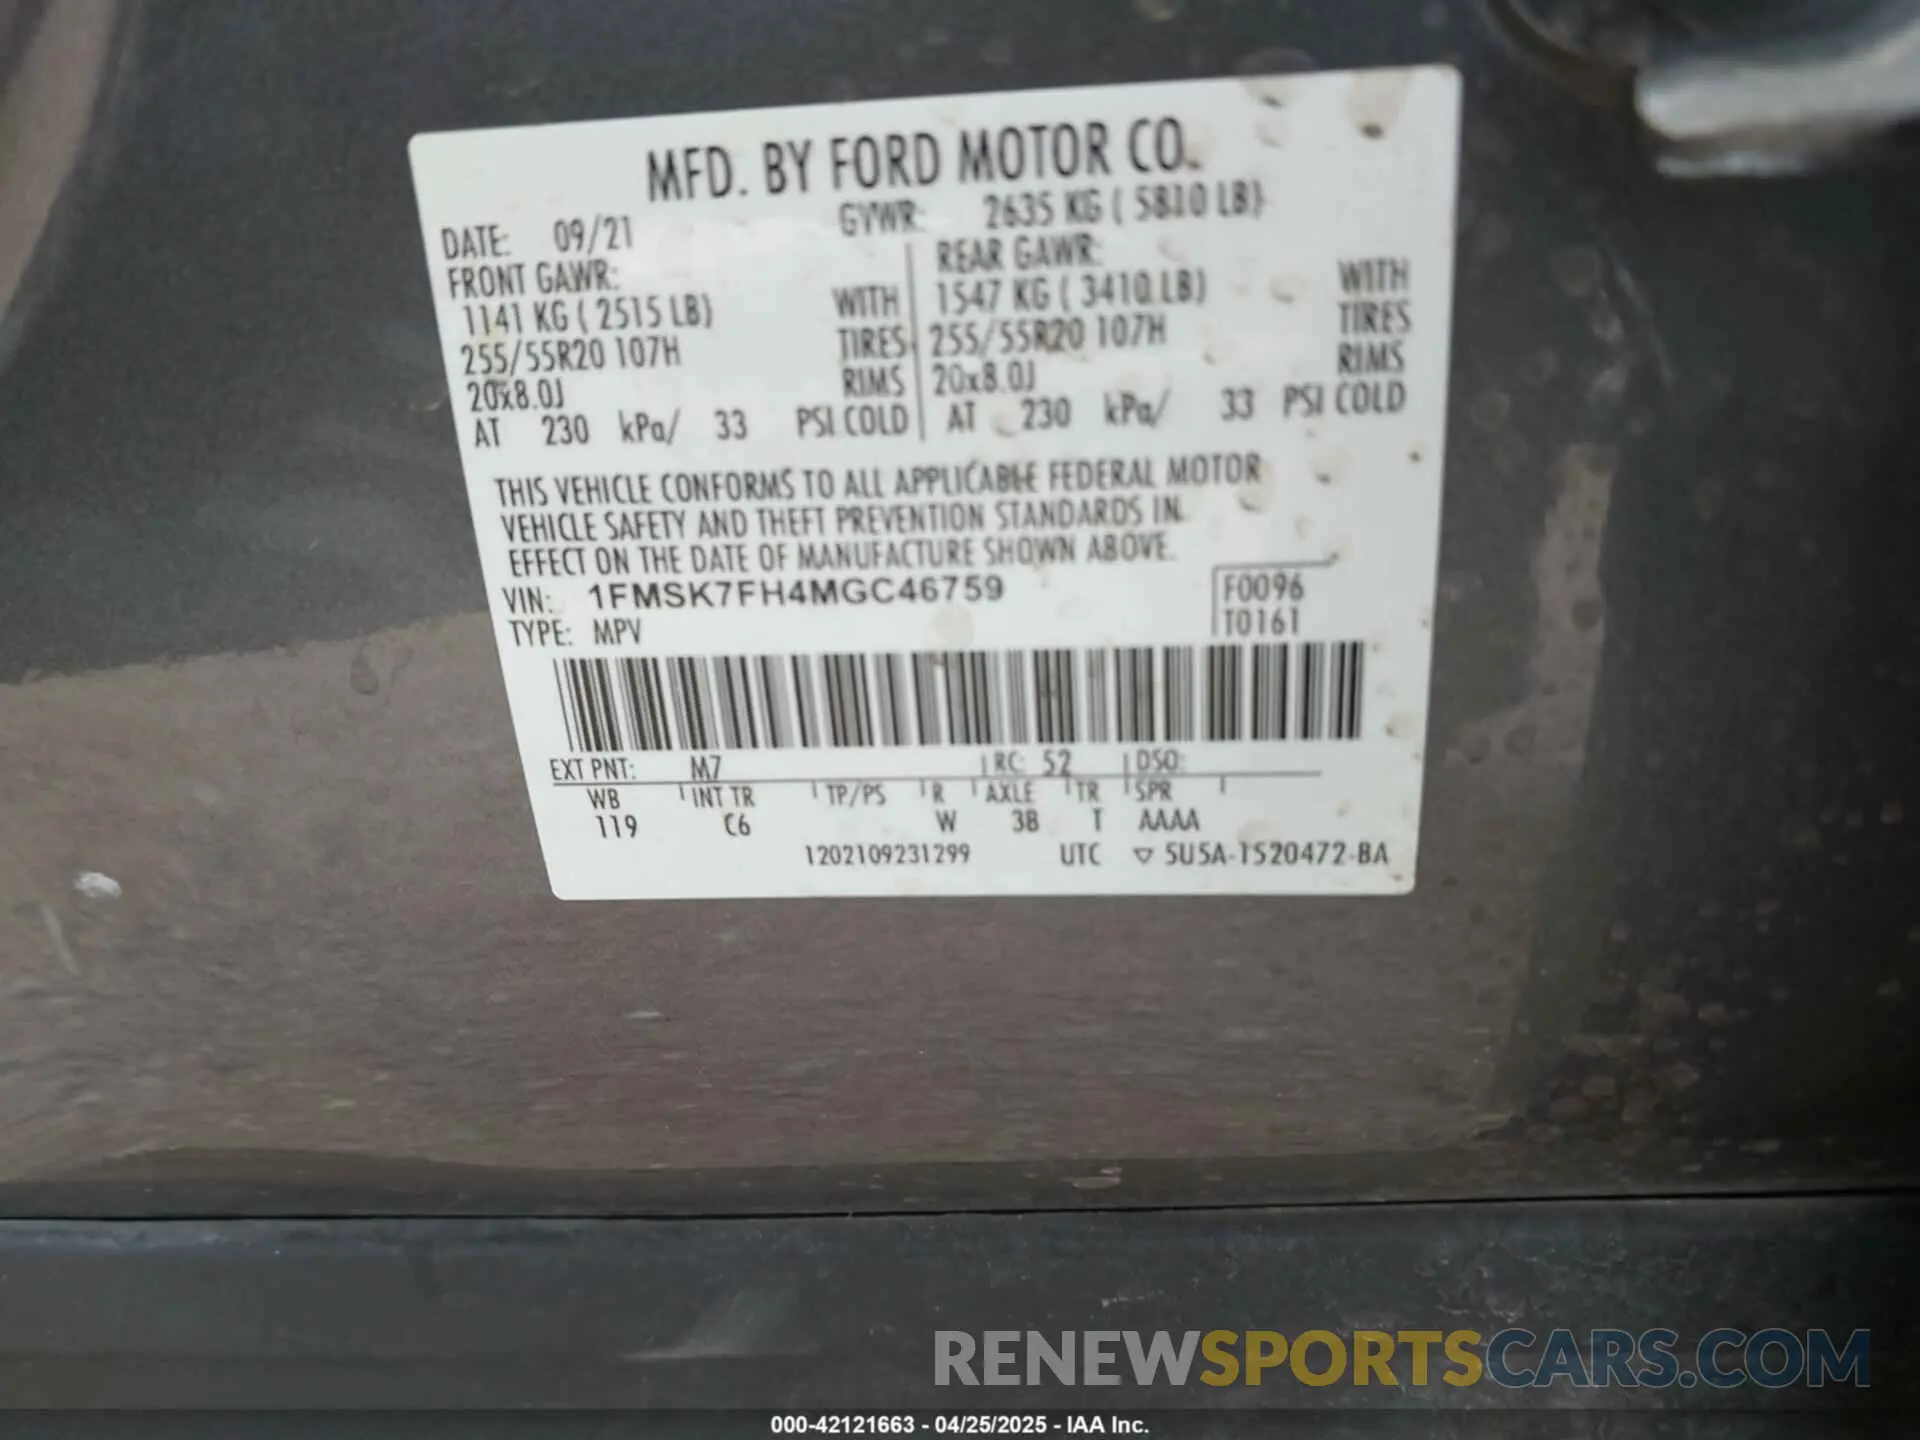 MFD. BY FORD MOTOR CO.
DATE: 09/21 GVWR: 2635 KG ( 5810 LB)
FRONT GAWR: REAR GAWR:
1141 KG ( 2515 LB) WITH 1547 KG ( 3410 LB) WITH
255/55R20 107H TIRES 255/55R20 107H TIRES
20x8.0J RIMS 20x8.0J RIMS
AT 230 kPa/ 33 PSI COLD AT 230 kPa/ 33 PSI COLD
THIS VEHICLE CONFORMS TO ALL APPLICABLE FEDERAL MOTOR
VEHICLE SAFETY AND THEFT PREVENTION STANDARDS IN
EFFECT ON THE DATE OF MANUFACTURE SHOWN ABOVE.
VIN: 1FMSK7FH4MGC46759 F0096
TYPE: MPV T0161
EXT PNT: M7 RC: 52 DSO:
WB INT TR TP/PS R AXLE TR SPR
119 C6 W 3B T AAAA
1202109231299 UTC ▽ 5U5A-1520472-BA
RENEWSPORTSCARS.COM
000-42121663 - 04/25/2025 - IAA Inc.